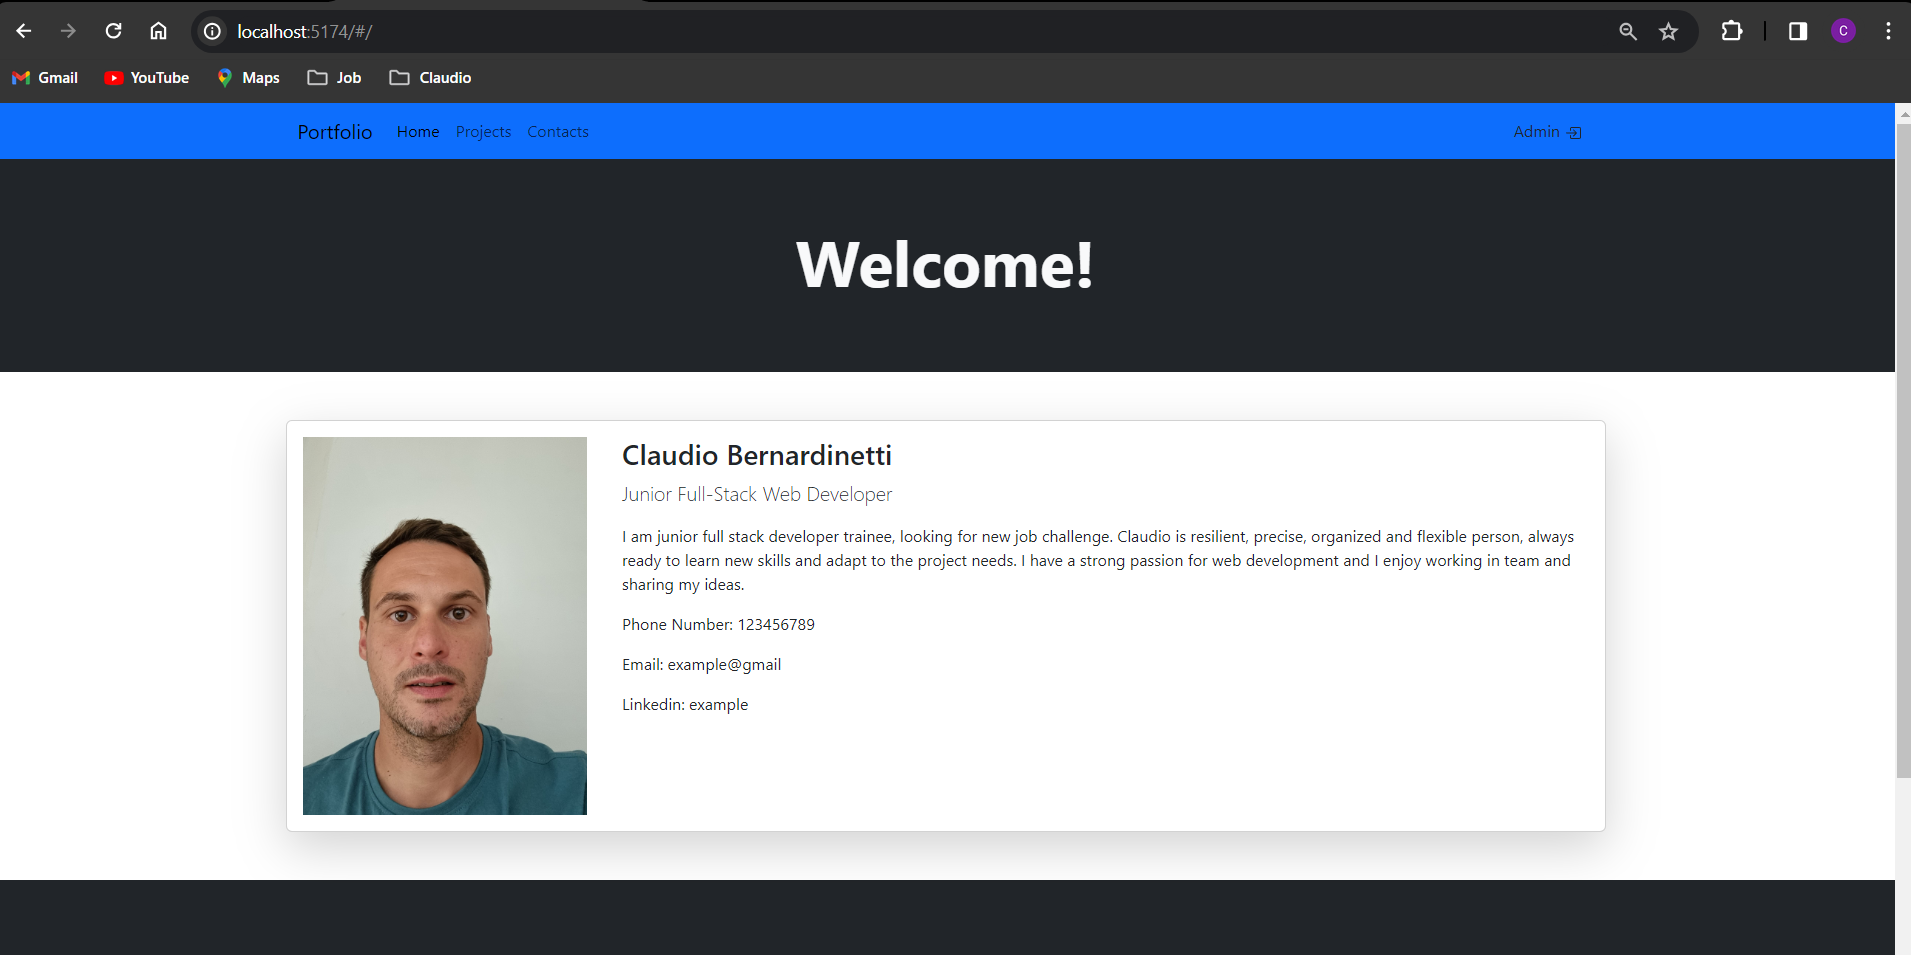 localhost:5174/#/
C
Gmail YouTube Maps Job Claudio
Portfolio Home Projects Contacts Admin
Welcome!
Claudio Bernardinetti
Junior Full-Stack Web Developer
I am junior full stack developer trainee, looking for new job challenge. Claudio is resilient, precise, organized and flexible person, always
ready to learn new skills and adapt to the project needs. I have a strong passion for web development and I enjoy working in team and
sharing my ideas.
Phone Number: 123456789
Email: example@gmail
Linkedin: example